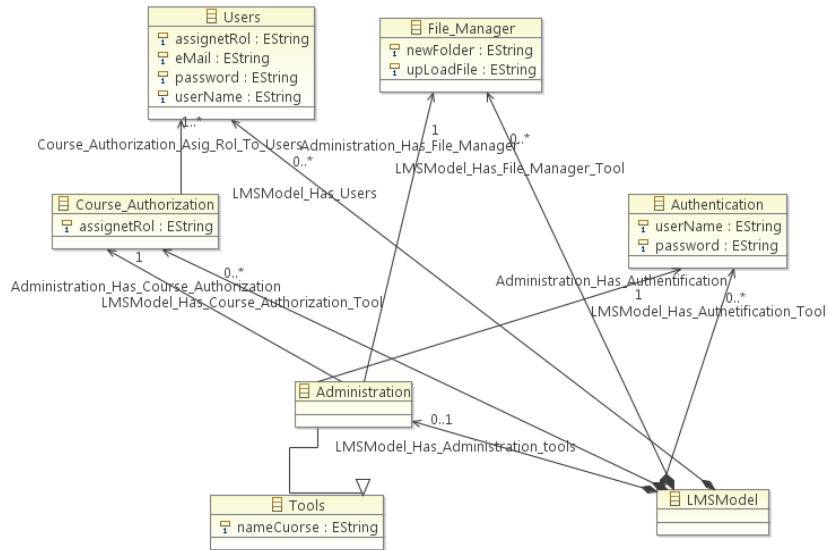 Users
assignetRol : EString
eMail : EString
password : EString
userName : EString
File_Manager
newFolder : EString
upLoadFile : EString
1..*
Course_Authorization_Asig_Rol_To_Users
1
Administration_Has_File_Manager
0..*
0..*
LMSModel_Has_File_Manager_Tool
LMSModel_Has_Users
Course_Authorization
assignetRol : EString
Authentication
userName : EString
password : EString
1
0..*
Administration_Has_Course_Authorization
LMSModel_Has_Course_Authorization_Tool
Administration_Has_Authentification
1
0..*
LMSModel_Has_Authetification_Tool
Administration
0..1
LMSModel_Has_Administration_tools
Tools
nameCuorse : EString
LMSModel